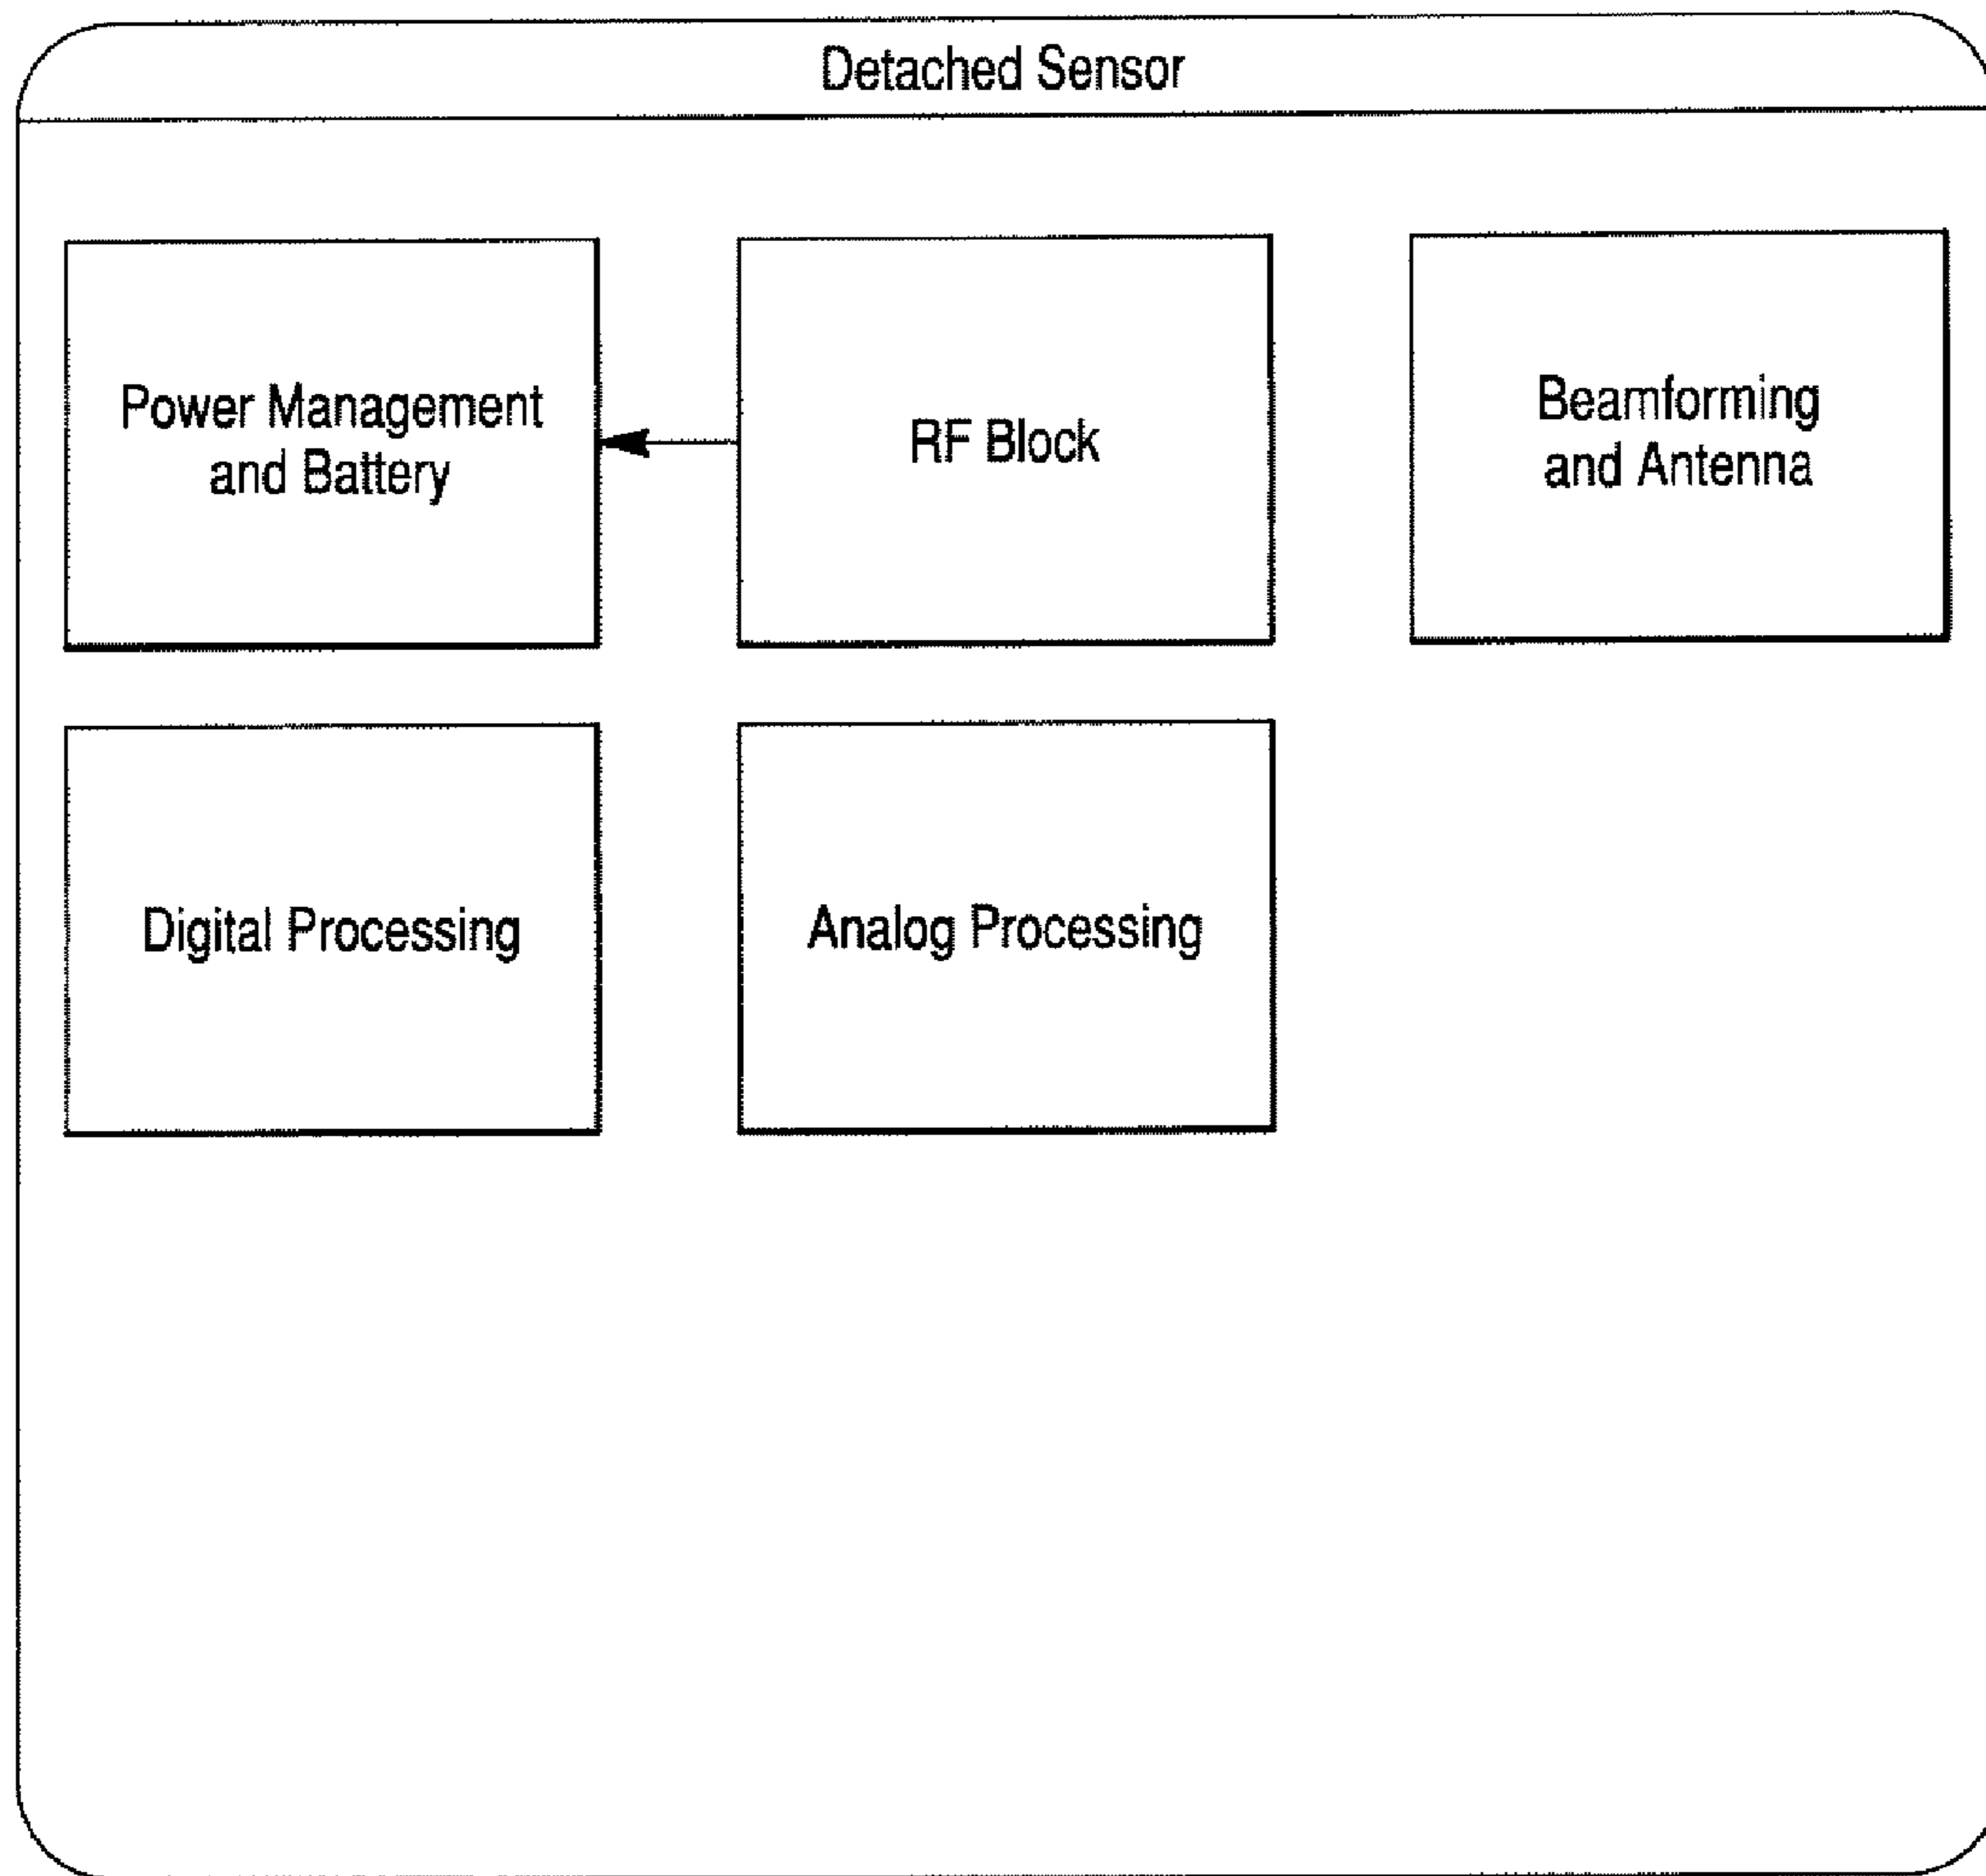 Detached Sensor
Power Management
and Battery
RF Block
Beamforming
and Antenna
Digital Processing
Analog Processing